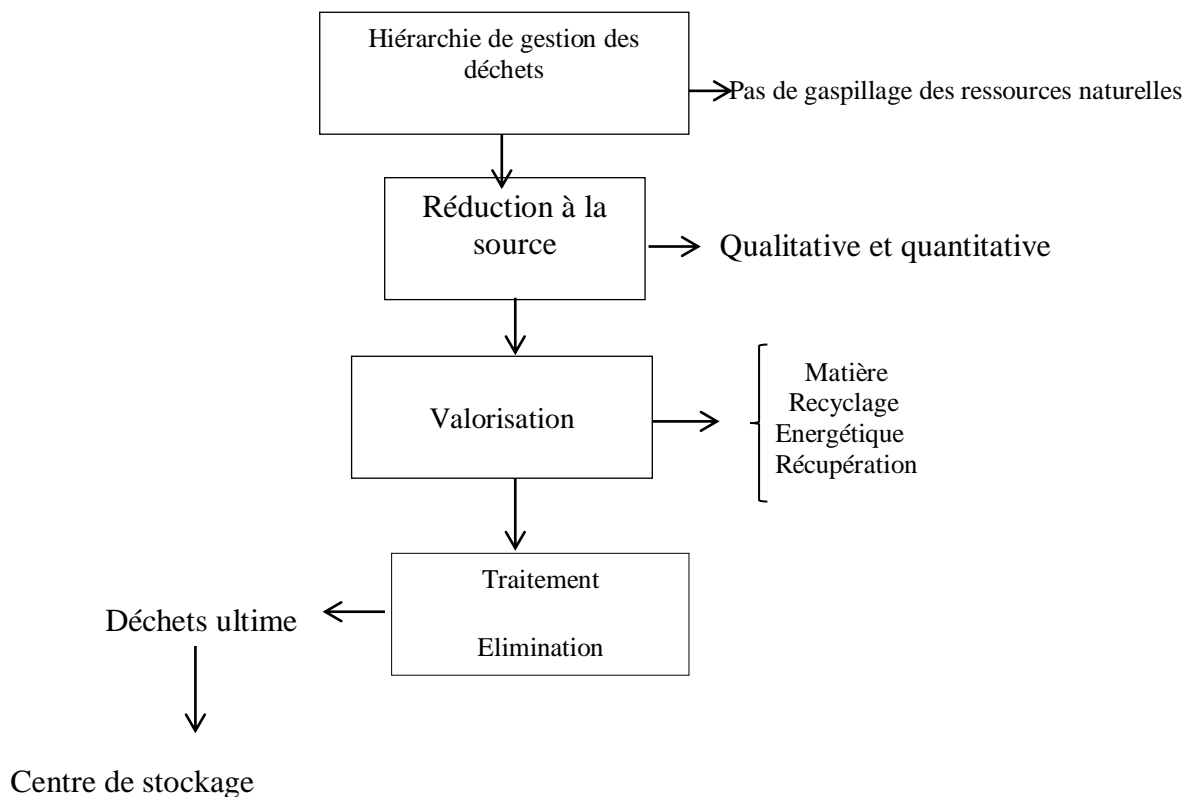 Hiérarchie de gestion des
déchets
Pas de gaspillage des ressources naturelles
Réduction à la
source
Qualitative et quantitative
Valorisation
Matière
Recyclage
Energétique
Récupération
Traitement
Elimination
Déchets ultime
Centre de stockage